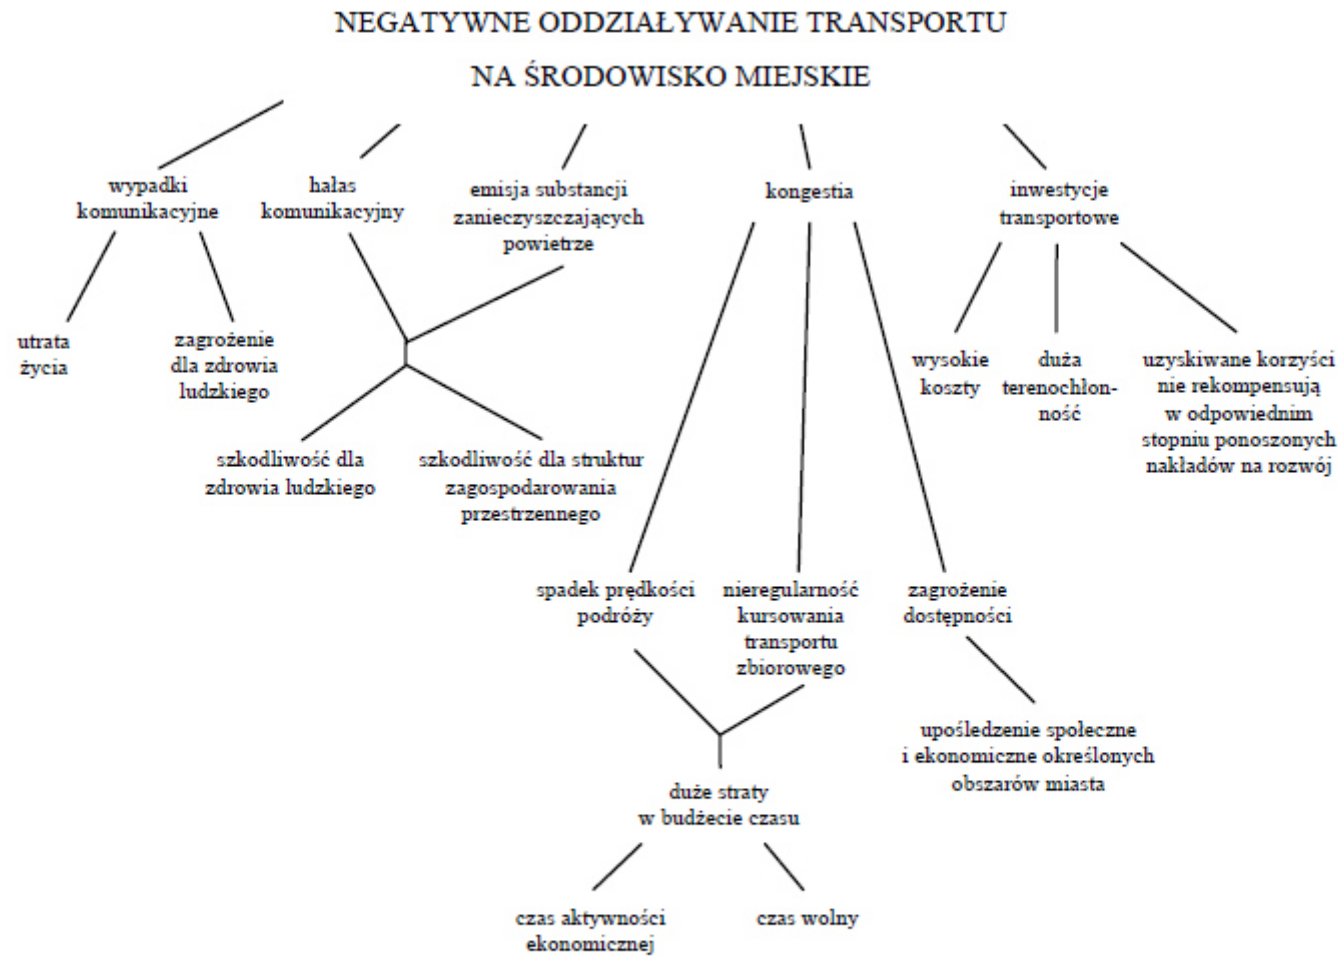 NEGATYWNE ODDZIAŁYWANIE TRANSPORTU
NA ŚRODOWISKO MIEJSKIE
wypadki
komunikacyjne
hałas
komunikacyjny
emisja substancji
zanieczyszczających
powietrze
kongestia
inwestycje
transportowe
utrata
życia
zagrożenie
dla zdrowia
ludzkiego
wysokie
koszty
duża
terenochłon-
ność
uzyskiwane korzyści
nie rekompensują
w odpowiednim
stopniu ponoszonych
nakładów na rozwój
szkodliwość dla
zdrowia ludzkiego
szkodliwość dla struktur
zagospodarowania
przestrzennego
spadek prędkości
podróży
nieregularność
kursowania
transportu
zbiorowego
zagrożenie
dostępności
upośledzenie społeczne
i ekonomiczne określonych
obszarów miasta
duże straty
w budżecie czasu
czas aktywności
ekonomicznej
czas wolny